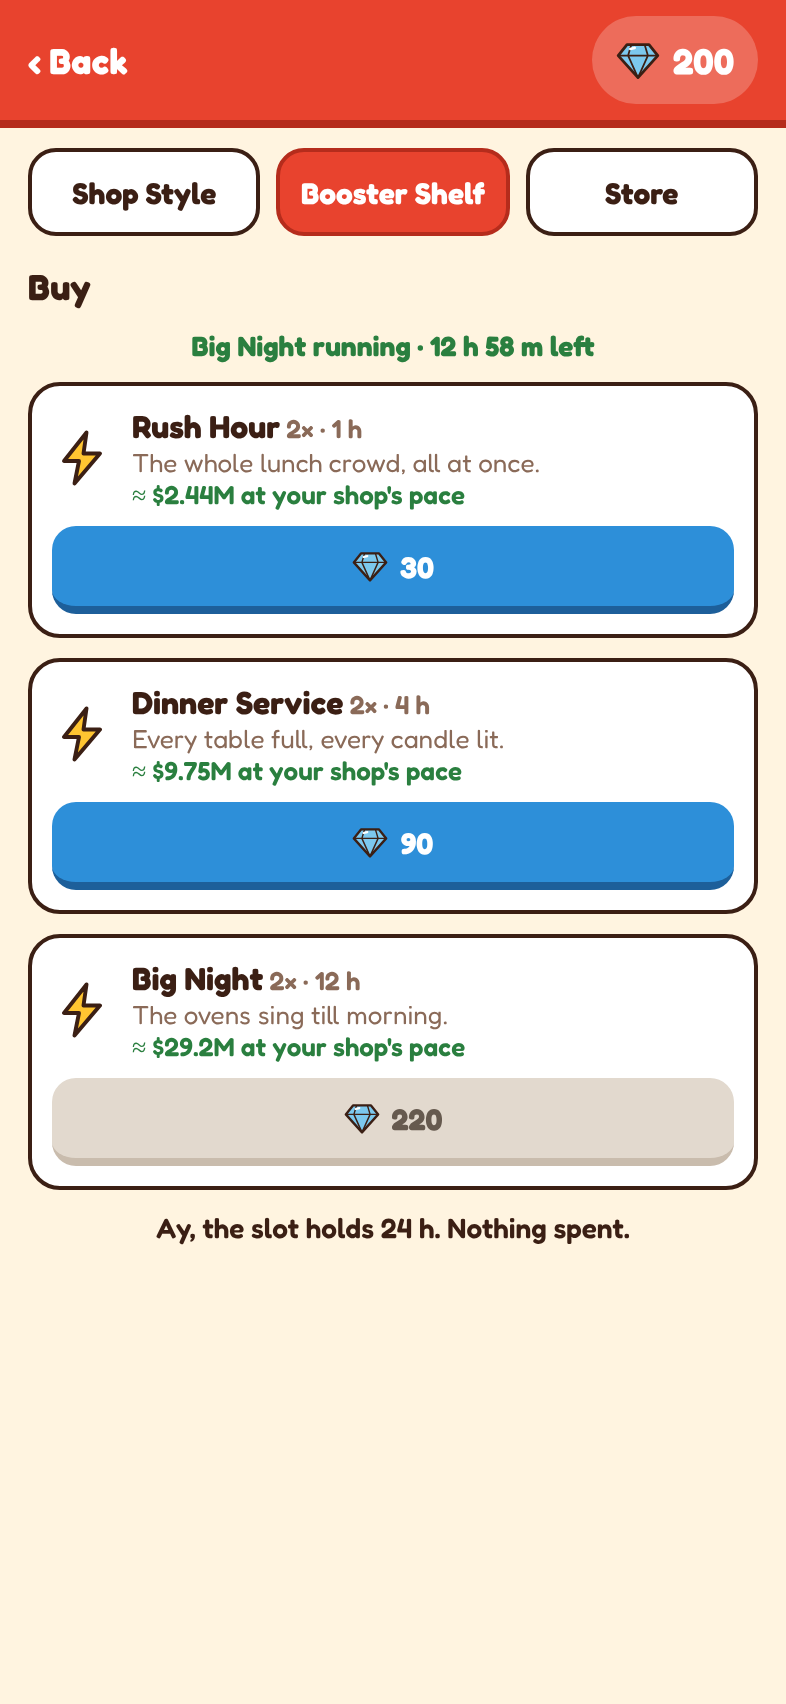 ‹ Back
200
Shop Style
Booster Shelf
Store
Buy
Big Night running · 12 h 58 m left
Rush Hour 2x · 1 h
The whole lunch crowd, all at once.
≈ $2.44M at your shop's pace
30
Dinner Service 2x · 4 h
Every table full, every candle lit.
≈ $9.75M at your shop's pace
90
Big Night 2x · 12 h
The ovens sing till morning.
≈ $29.2M at your shop's pace
220
Ay, the slot holds 24 h. Nothing spent.